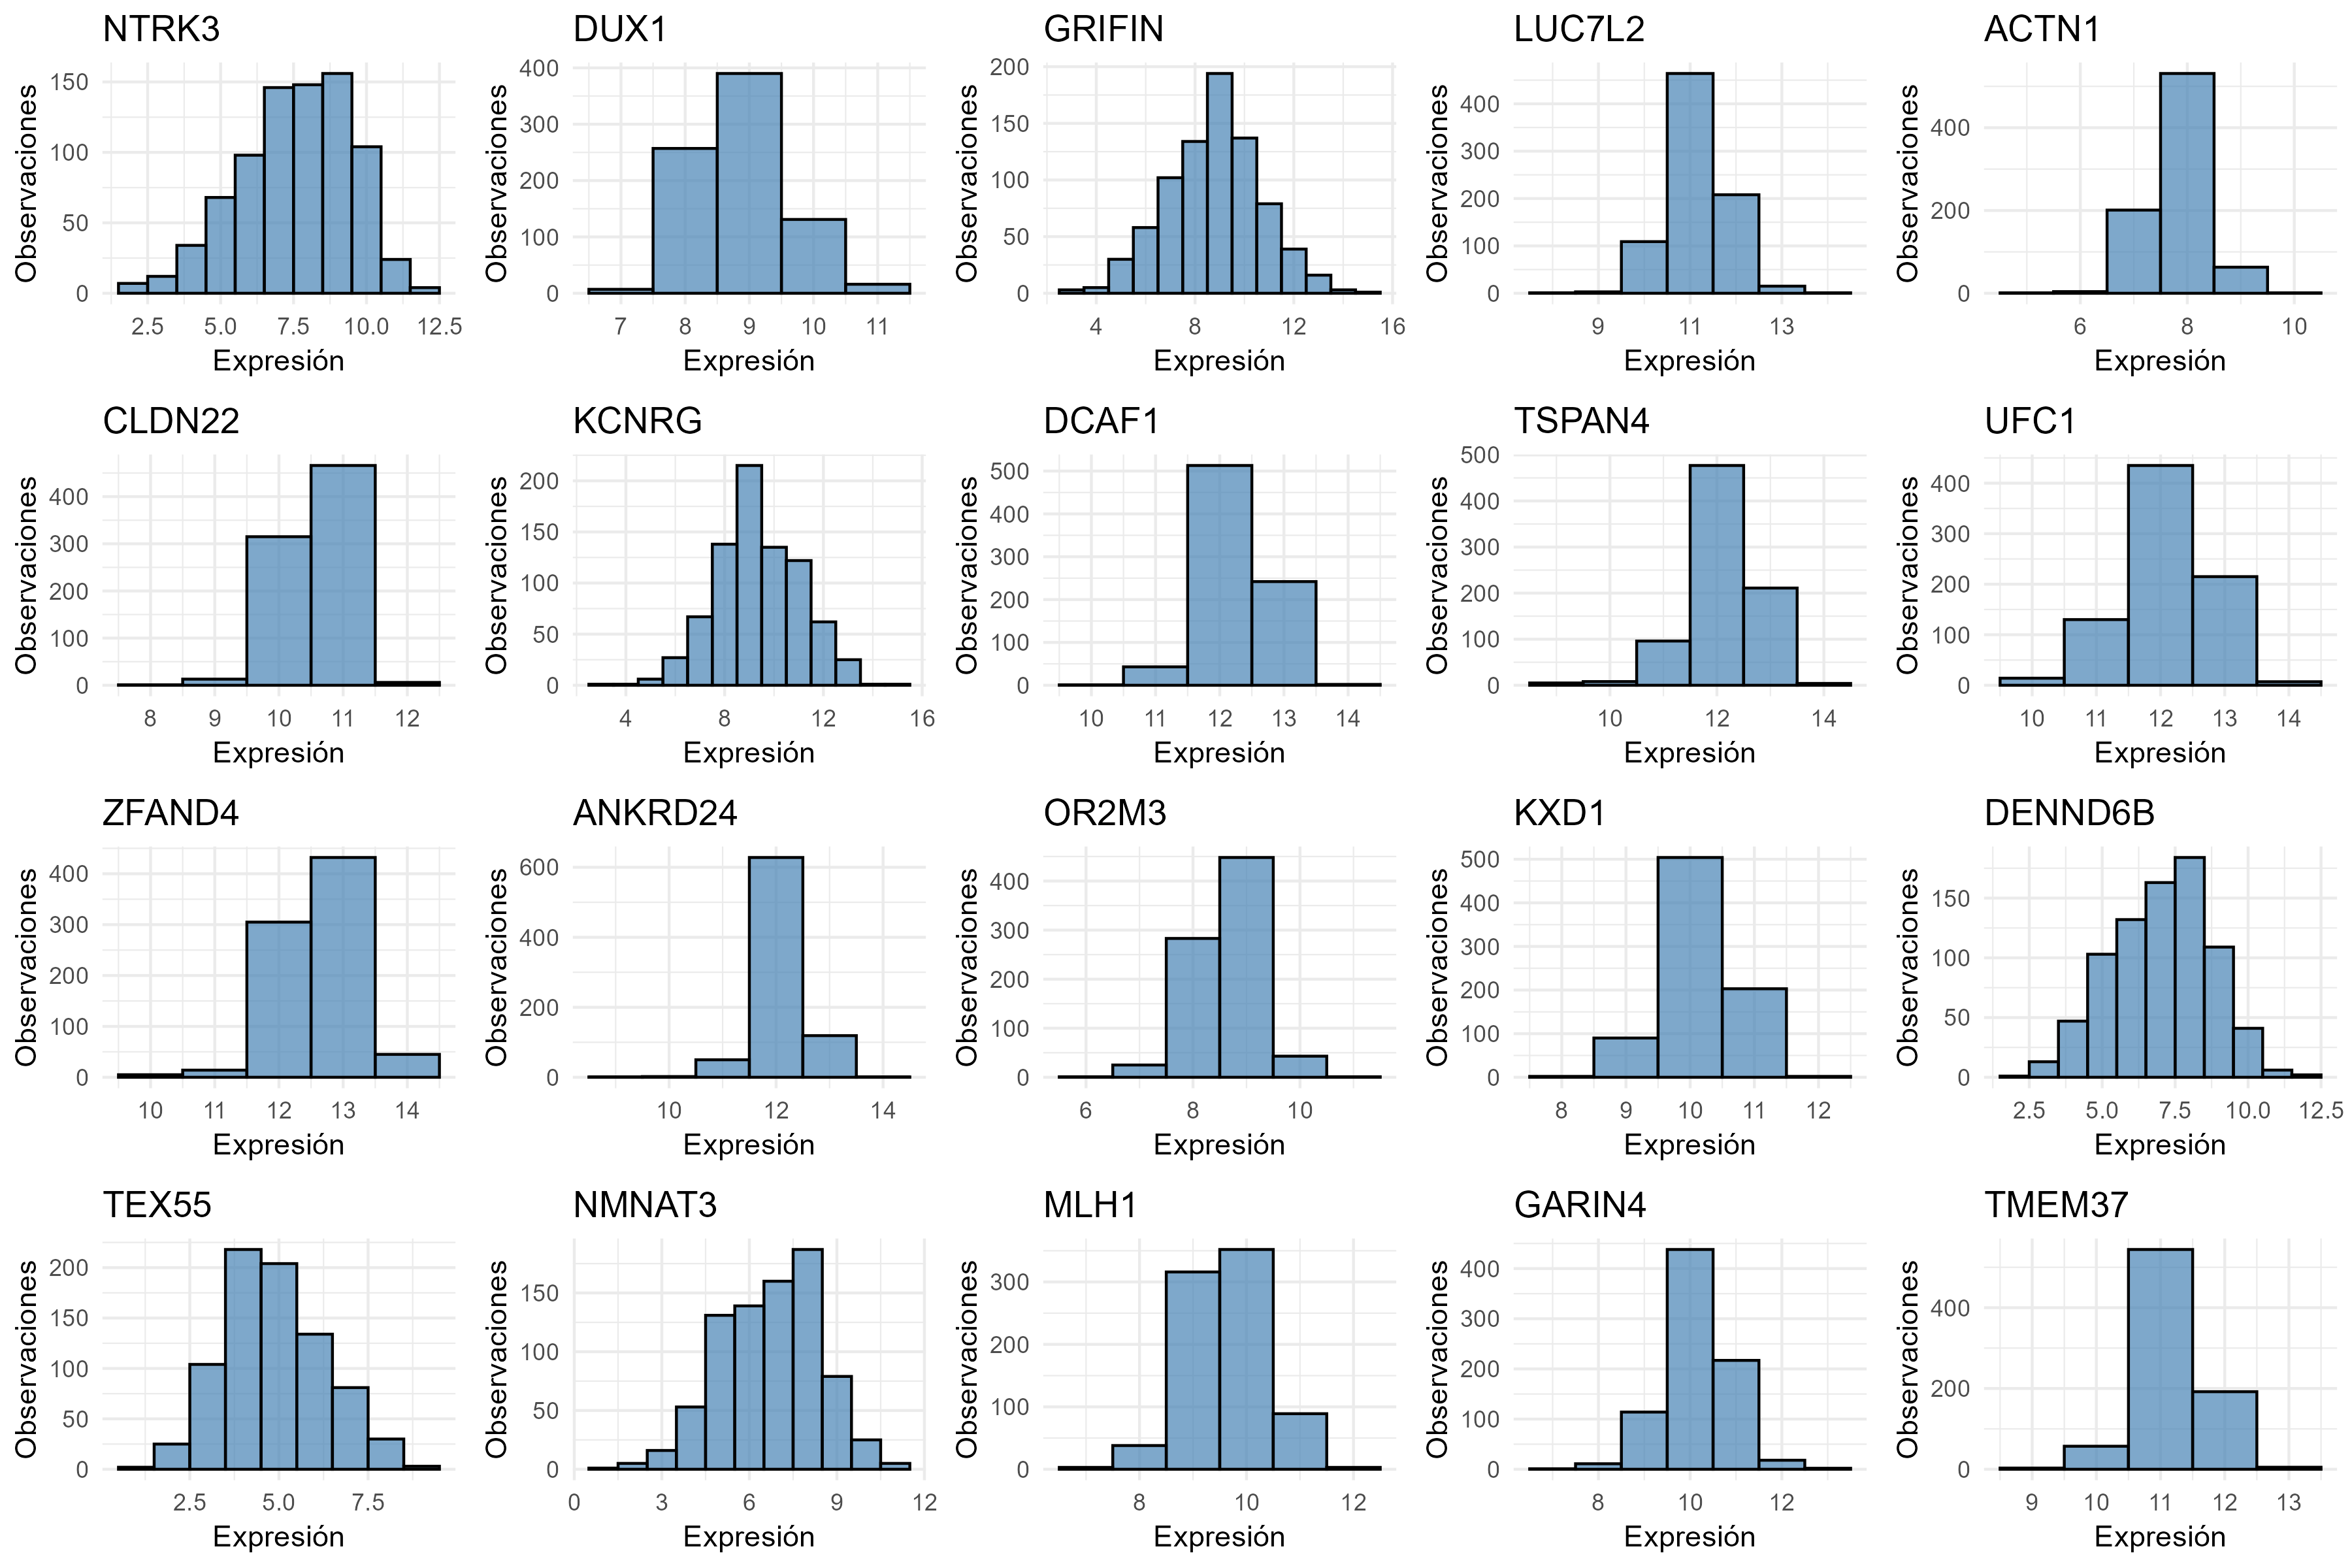 NTRK3 DUX1 GRIFIN LUC7L2 ACTN1
Observaciones Observaciones Observaciones Observaciones Observaciones
150 400 200 400 400
100 300 150 300 200
50 200 100 200 0
0 100 50 100
0 0 0
2.5 5.0 7.5 10.0 12.5 7 8 9 10 11 4 8 12 16 9 11 13 6 8 10
Expresión Expresión Expresión Expresión Expresión
CLDN22 KCNRG DCAF1 TSPAN4 UFC1
Observaciones Observaciones Observaciones Observaciones Observaciones
400 200 500 500 400
300 150 400 400 300
200 100 300 300 200
100 50 200 200 100
0 0 100 100 0
0 0
8 9 10 11 12 4 8 12 16 10 11 12 13 14 10 12 14 10 11 12 13 14
Expresión Expresión Expresión Expresión Expresión
ZFAND4 ANKRD24 OR2M3 KXD1 DENND6B
Observaciones Observaciones Observaciones Observaciones Observaciones
400 600 400 500 150
300 400 300 400 100
200 200 200 300 50
100 0 100 200 0
0 0 100
0
10 11 12 13 14 10 12 14 6 8 10 8 9 10 11 12 2.5 5.0 7.5 10.0 12.5
Expresión Expresión Expresión Expresión Expresión
TEX55 NMNAT3 MLH1 GARIN4 TMEM37
Observaciones Observaciones Observaciones Observaciones Observaciones
200 150 300 400 400
150 100 200 300 200
100 50 100 200 0
50 0 0 100
0 0
2.5 5.0 7.5 0 3 6 9 12 8 10 12 8 10 12 9 10 11 12 13
Expresión Expresión Expresión Expresión Expresión